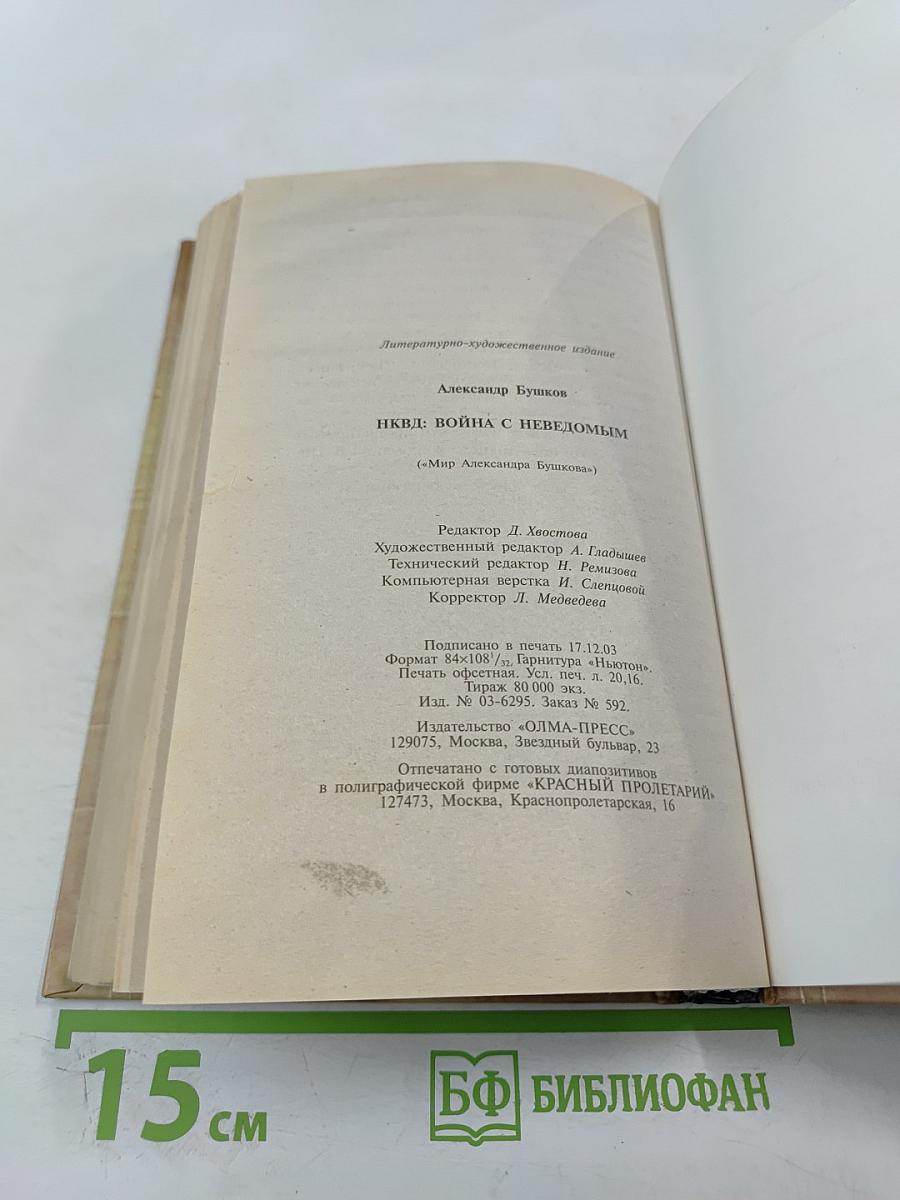 Литературно-художественное издание
Александр Бушков
НКВД: ВОЙНА С НЕВЕДОМЫМ
(«Мир Александра Бушкова»)
Редактор Д. Хвостова
Художественный редактор А. Гладышев
Технический редактор Н. Ремизова
Компьютерная верстка И. Слепцовой
Корректор Л. Медведева
Подписано в печать 17.12.03
Формат 84×108¹/₃₂. Гарнитура «Ньютон».
Печать офсетная. Усл. печ. л. 20,16.
Тираж 80 000 экз.
Изд. № 03-6295. Заказ № 592.
Издательство «ОЛМА-ПРЕСС»
129075, Москва, Звездный бульвар, 23
Отпечатано с готовых диапозитивов
в полиграфической фирме «КРАСНЫЙ ПРОЛЕТАРИЙ»
127473, Москва, Краснопролетарская, 16
15 см
БФ БИБЛИОФАН